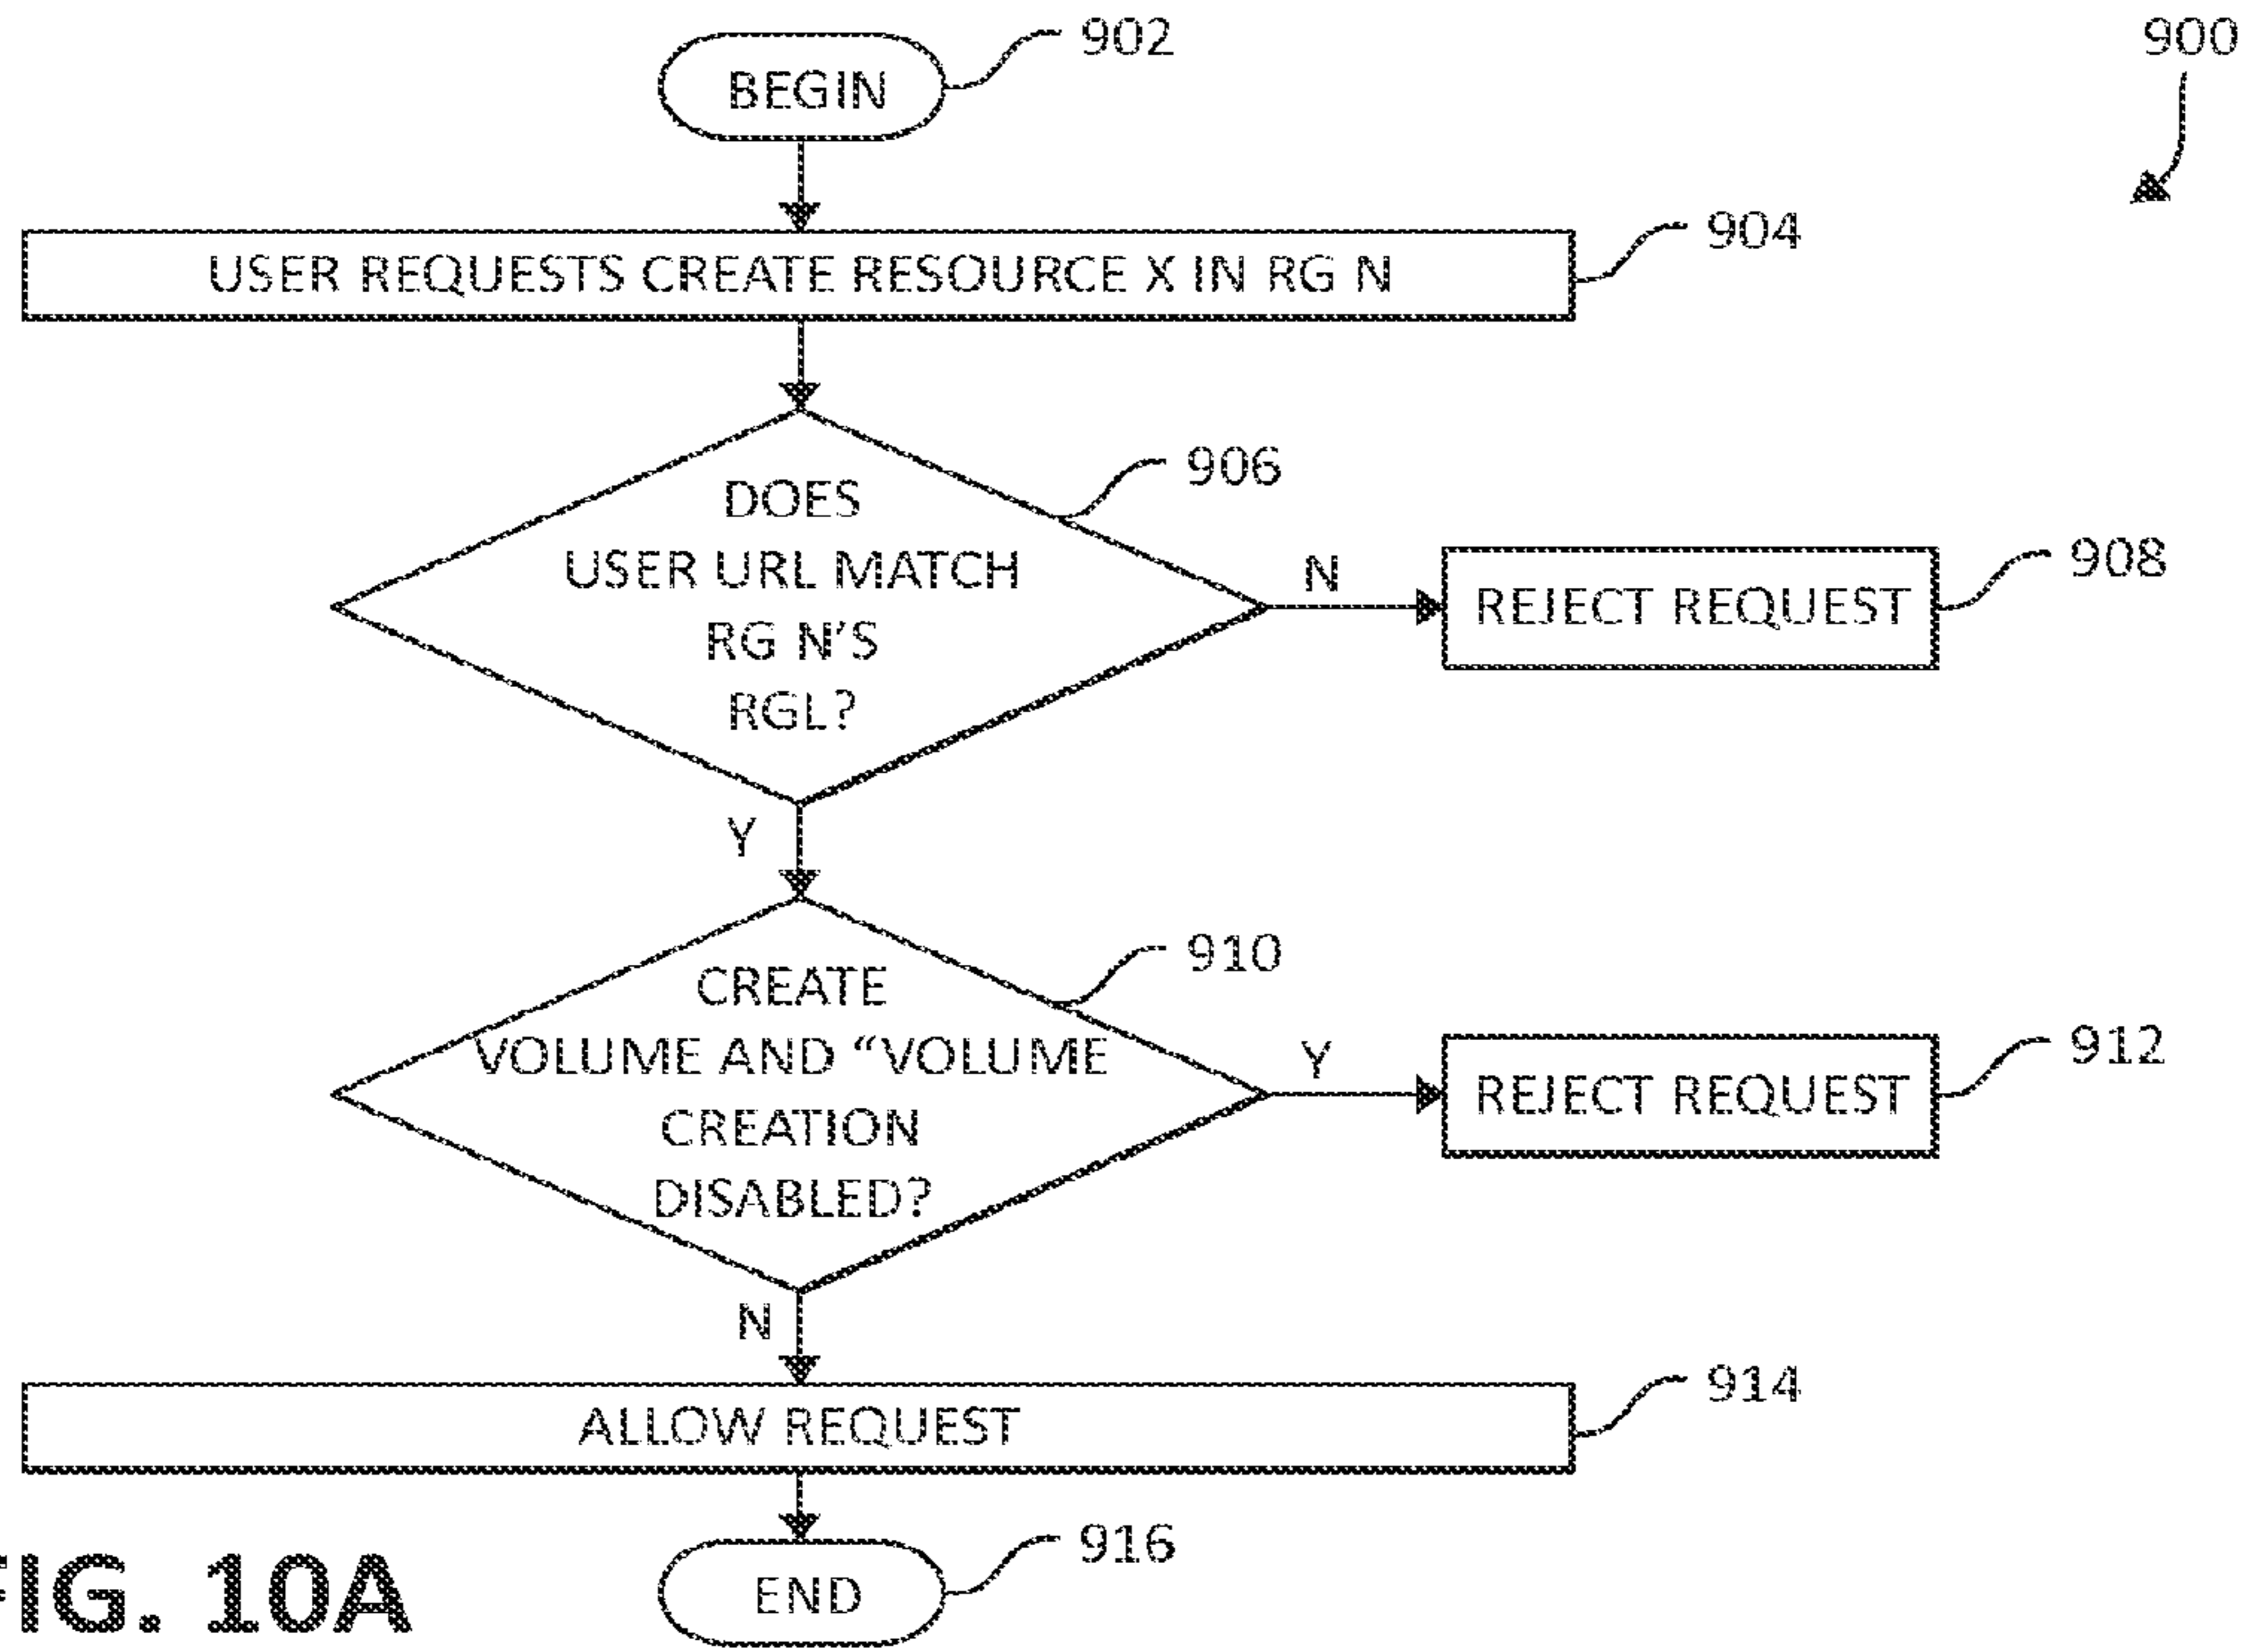 902
900
BEGIN
904
USER REQUESTS CREATE RESOURCE X IN RG N
906
DOES
USER URL MATCH
RG N'S
RGL?
N
908
REJECT REQUEST
Y
910
CREATE
VOLUME AND “VOLUME
CREATION
DISABLED?
Y
912
REJECT REQUEST
N
914
ALLOW REQUEST
916
END
FIG. 10A